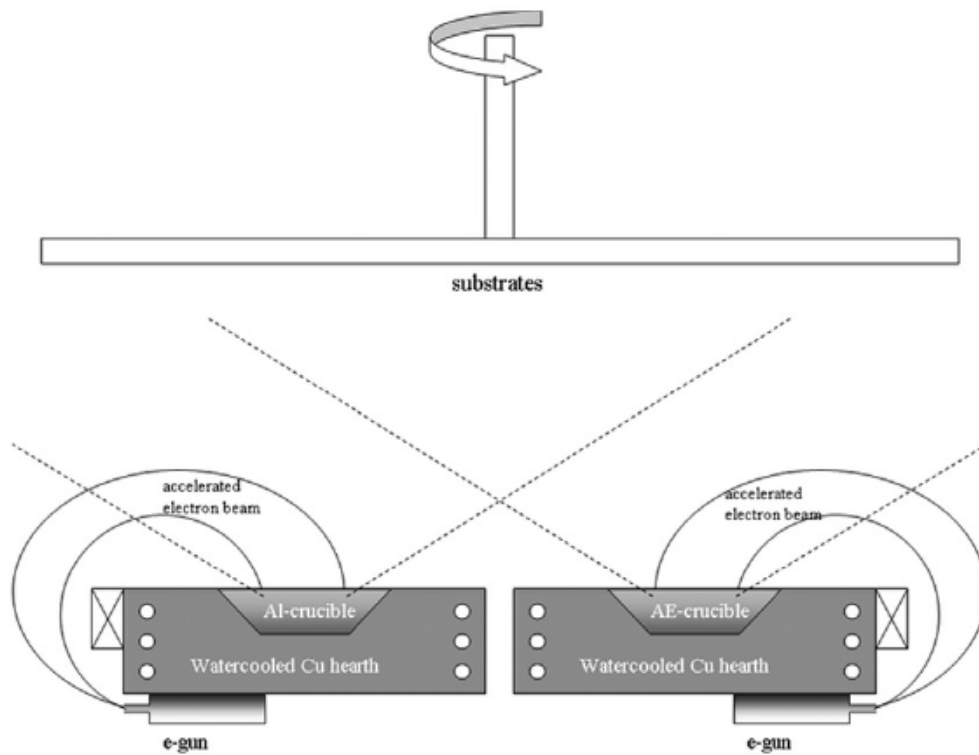 substrates
accelerated
electron beam
accelerated
electron beam
Al-crucible
AE-crucible
Watercooled Cu hearth
Watercooled Cu hearth
e-gun
e-gun